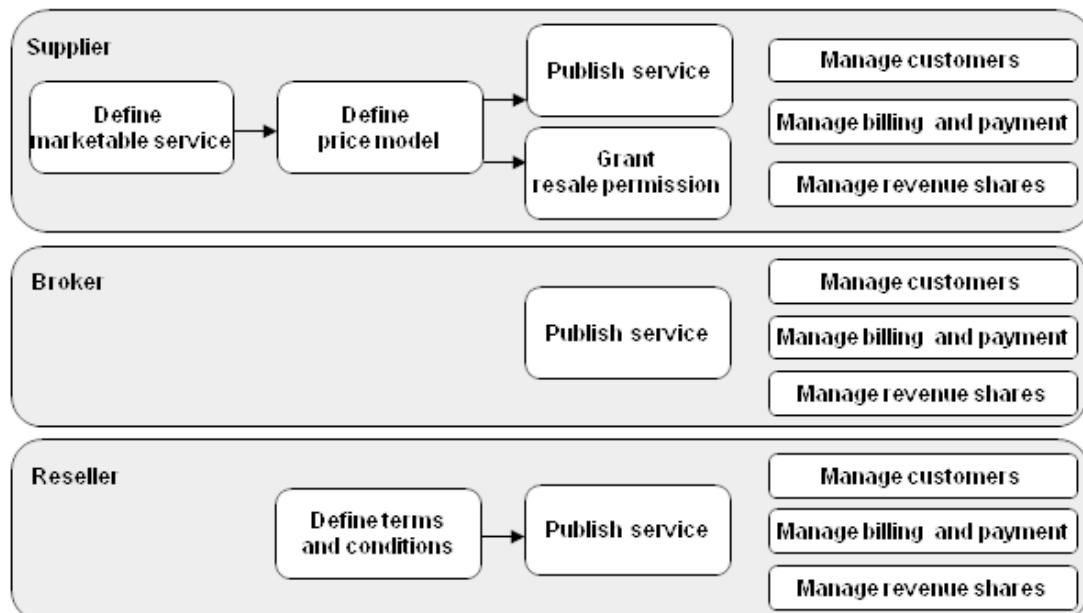 Supplier
Define
marketable service
Define
price model
Publish service
Grant
resale permission
Manage customers
Manage billing and payment
Manage revenue shares
Broker
Publish service
Manage customers
Manage billing and payment
Manage revenue shares
Reseller
Define terms
and conditions
Publish service
Manage customers
Manage billing and payment
Manage revenue shares